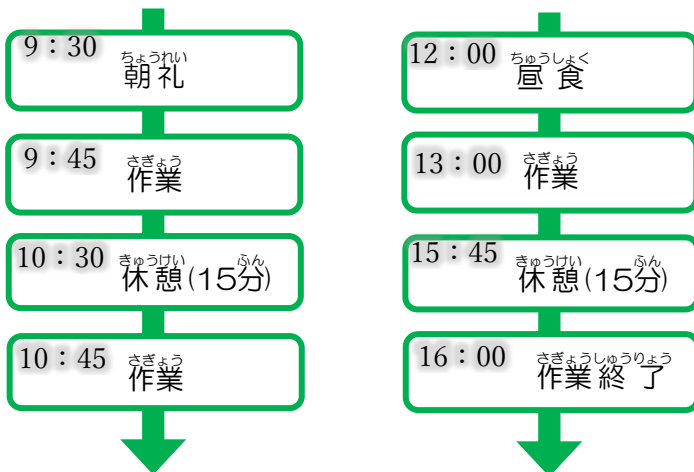 9：30 ちょうれい
朝礼
9：45 さぎょう
作業
10：30 きゅうけい ふん
休憩(15分)
10：45 さぎょう
作業
12：00 ちゅうしょく
昼食
13：00 さぎょう
作業
15：45 きゅうけい ふん
休憩(15分)
16：00 さぎょうしゅうりょう
作業終了